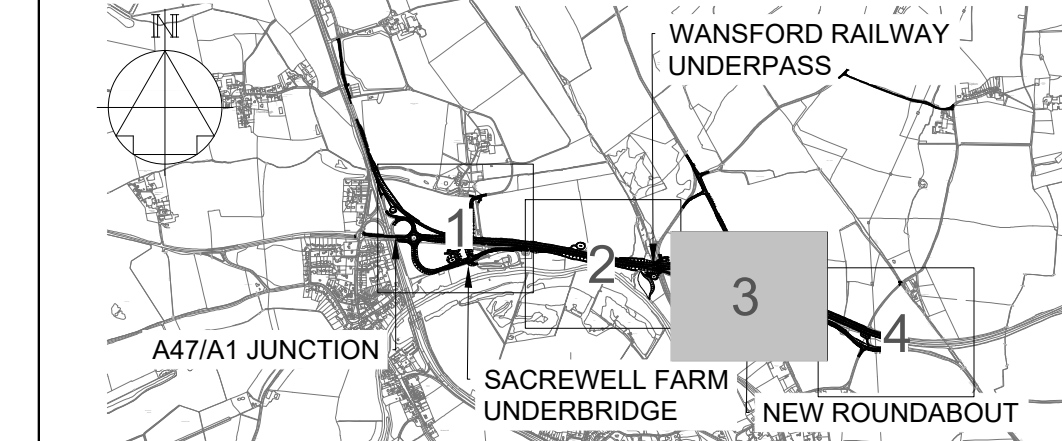 N
WANSFORD RAILWAY
UNDERPASS
1
2
3
4
A47/A1 JUNCTION
SACREWELL FARM
UNDERBRIDGE
NEW ROUNDABOUT